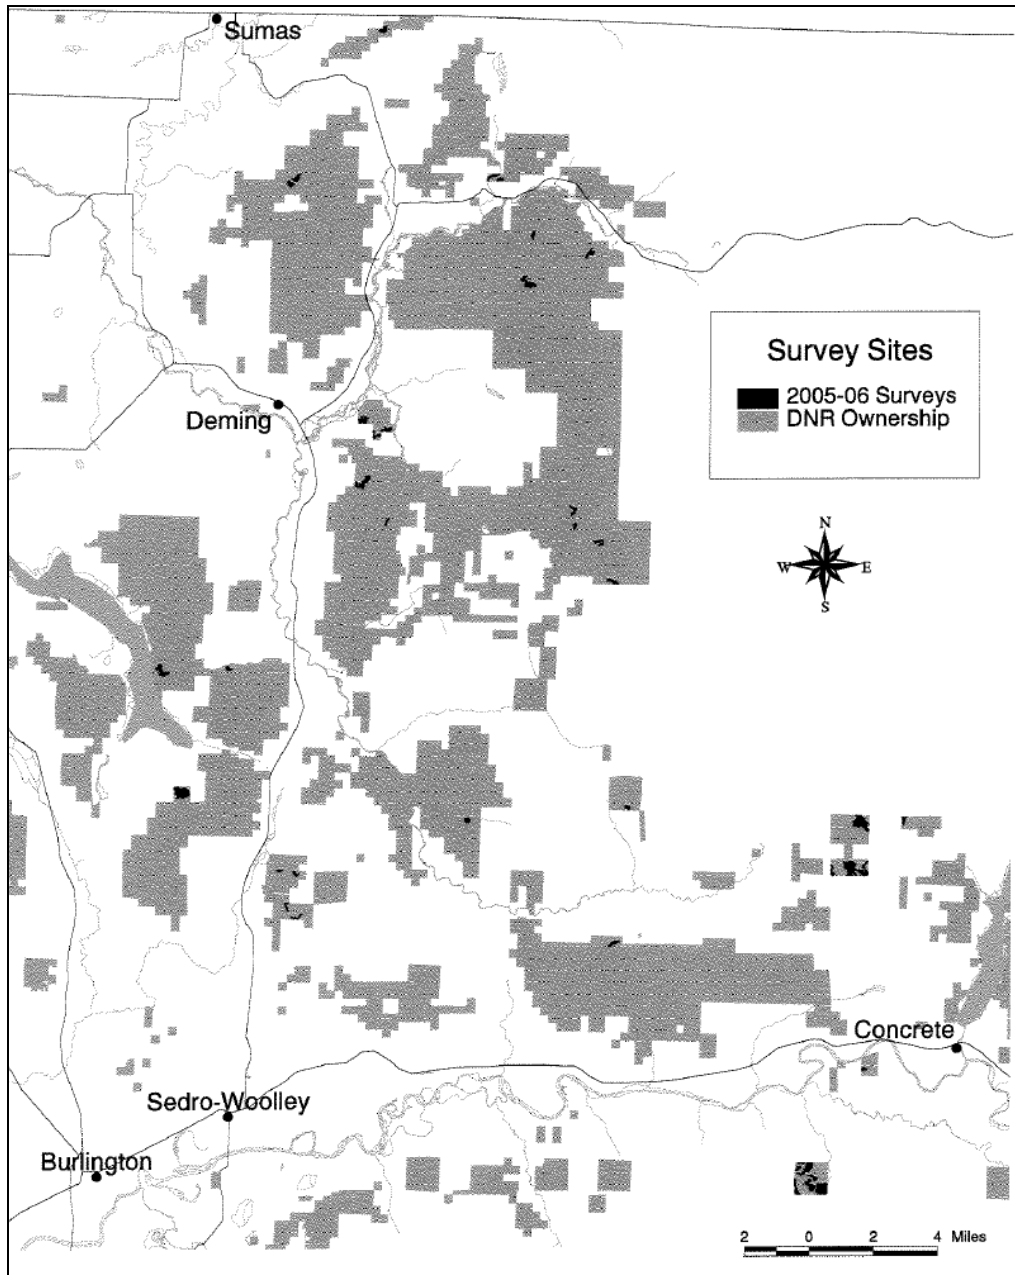 Sumas
Survey Sites
2005-06 Surveys
DNR Ownership
Deming
N
W E
S
Concrete
Sedro-Woolley
Burlington
2 0 2 4 Miles